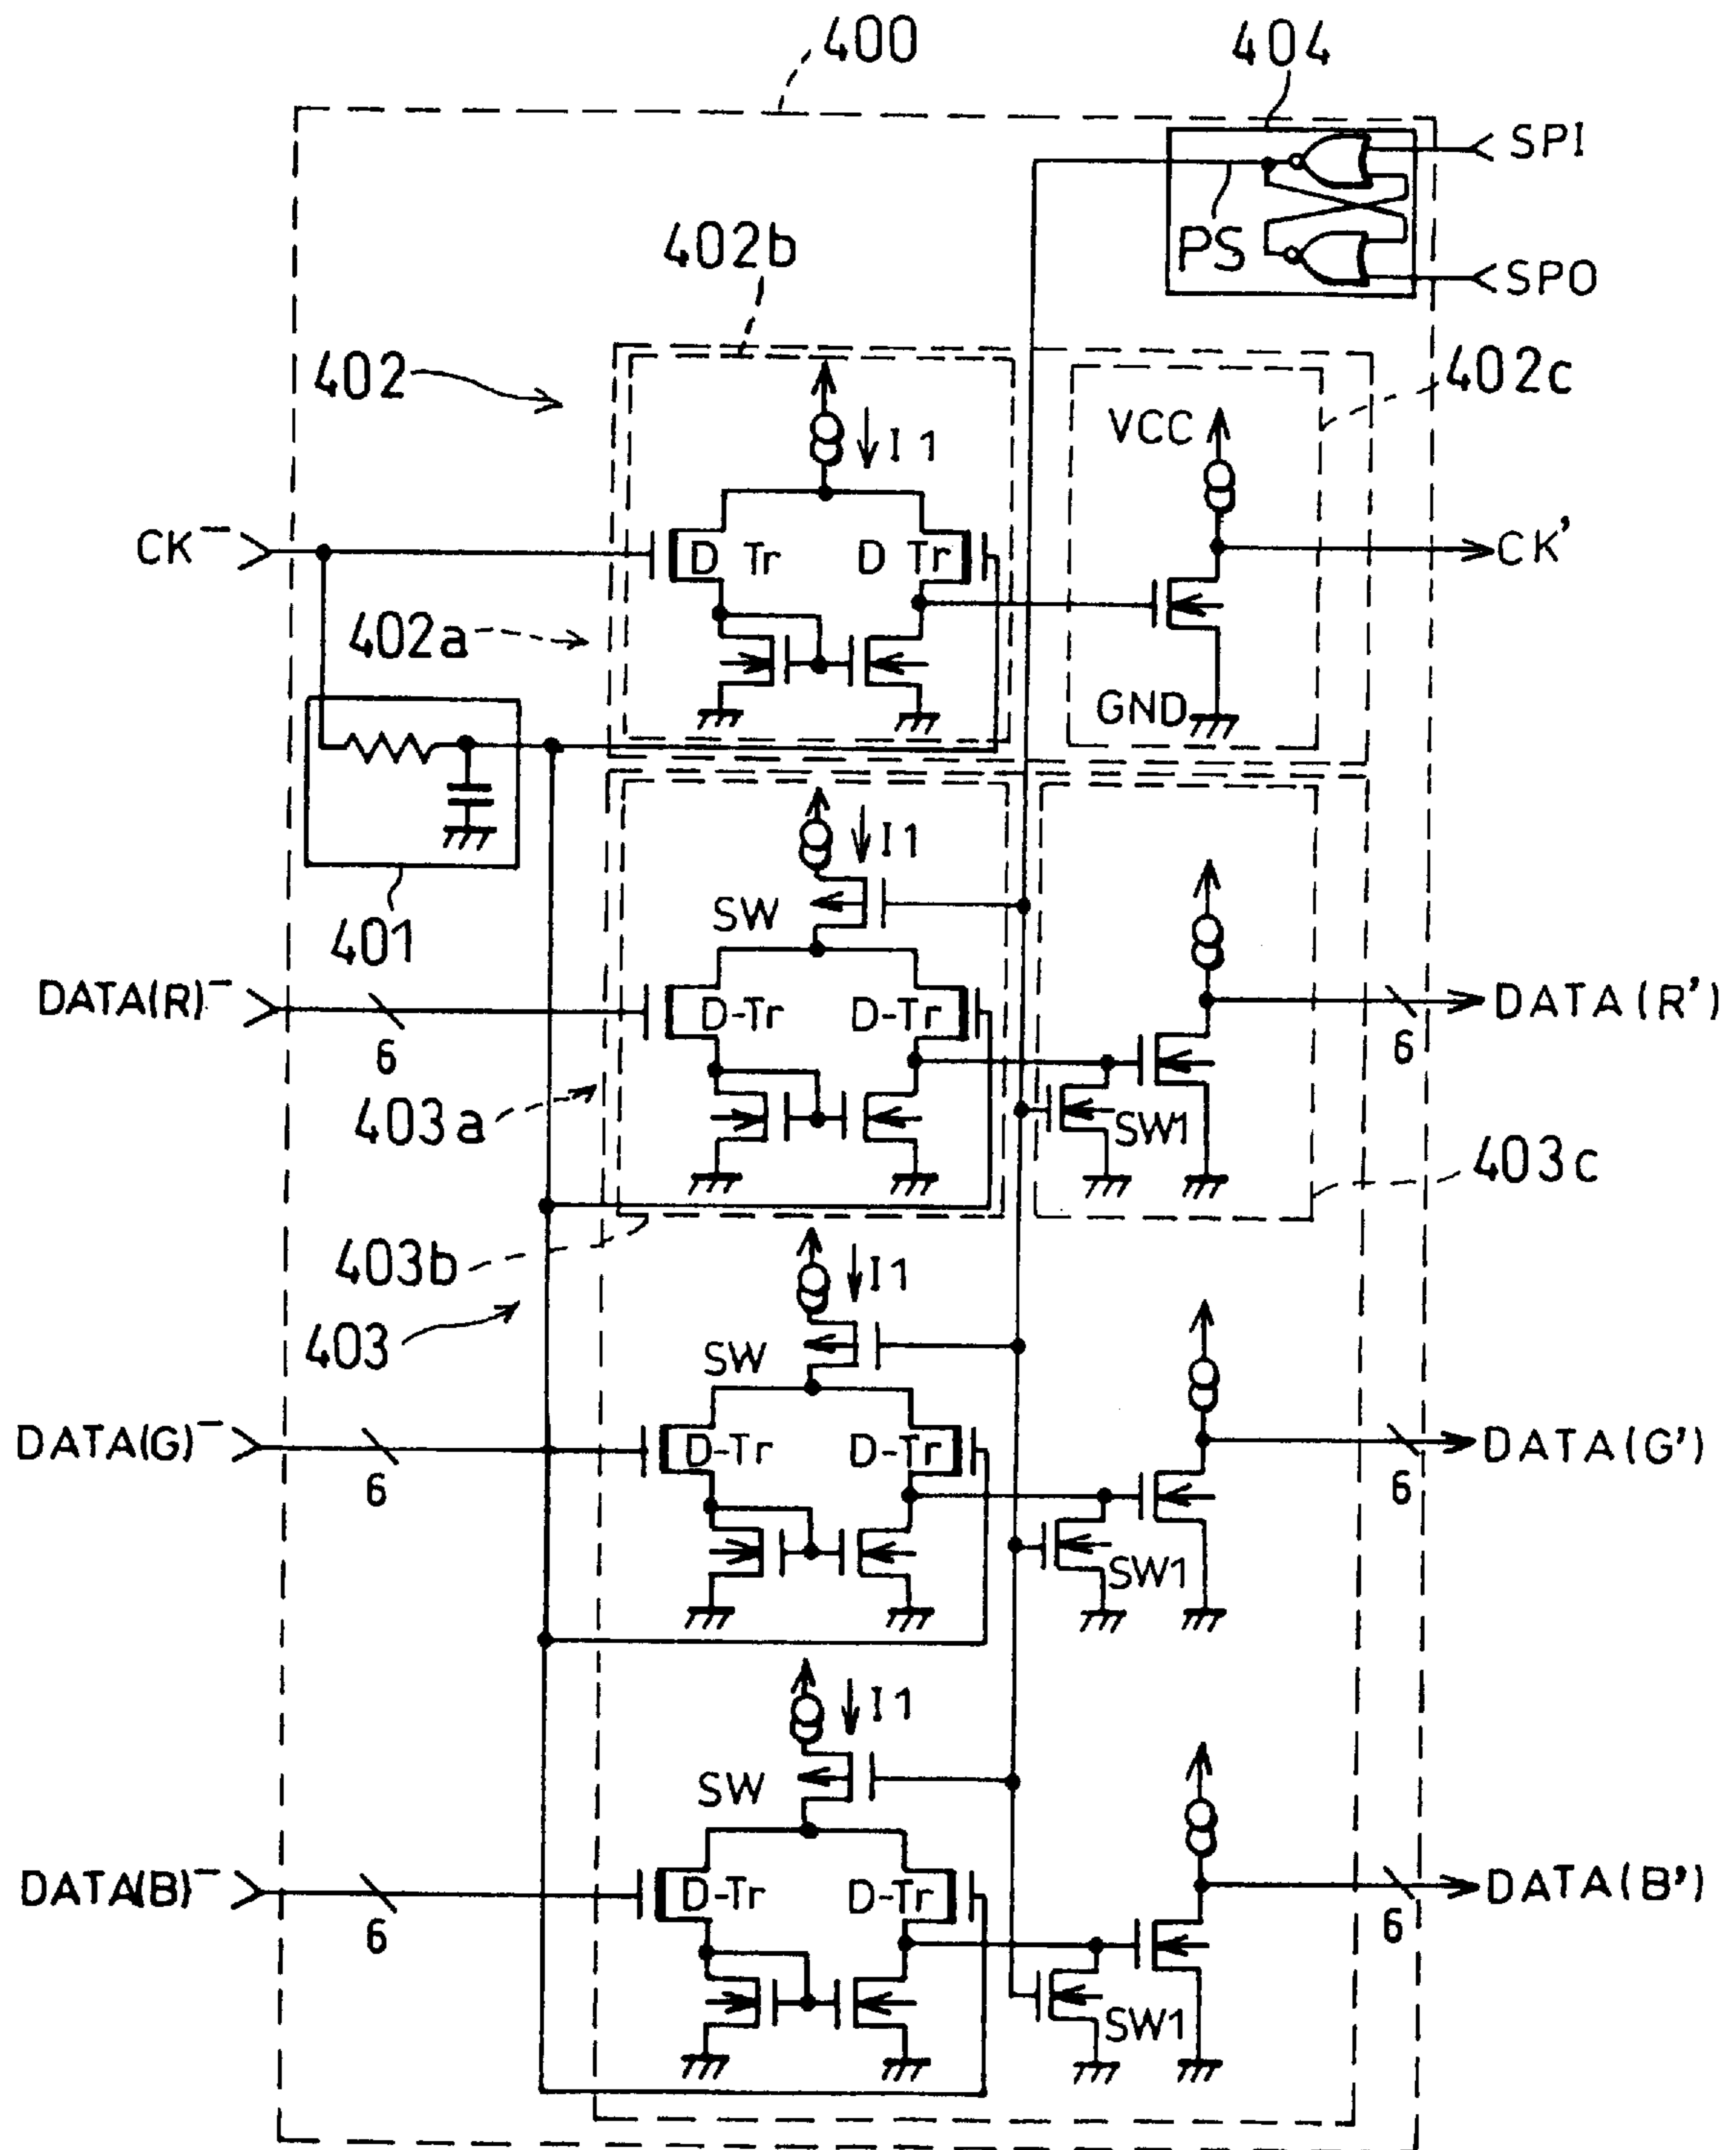 400
404
SPI
PS
SPO
402b
402
402c
VCC
I1
CK⁻
D Tr
D Tr
CK'
402a
GND
401
I1
SW
DATA(R)⁻
6
D-Tr
D-Tr
DATA(R')
6
403a
SW1
403c
403b
403
I1
SW
DATA(G)⁻
6
D-Tr
D-Tr
DATA(G')
6
SW1
I1
SW
DATA(B)⁻
6
D-Tr
D-Tr
DATA(B')
6
SW1